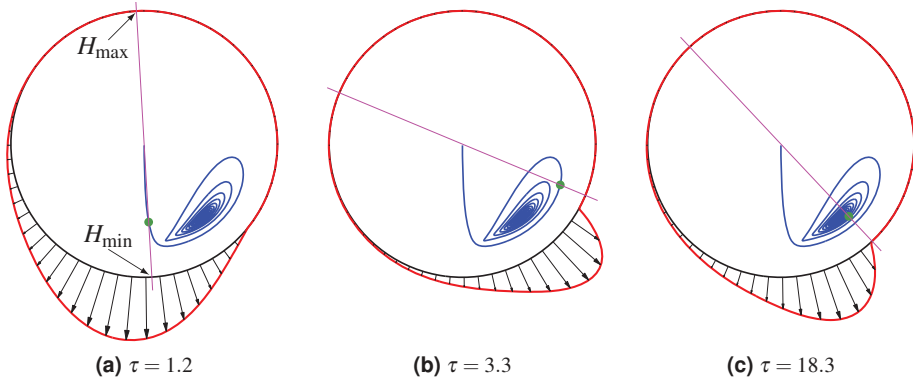 H_max
H_min
(a) τ = 1.2
(b) τ = 3.3
(c) τ = 18.3